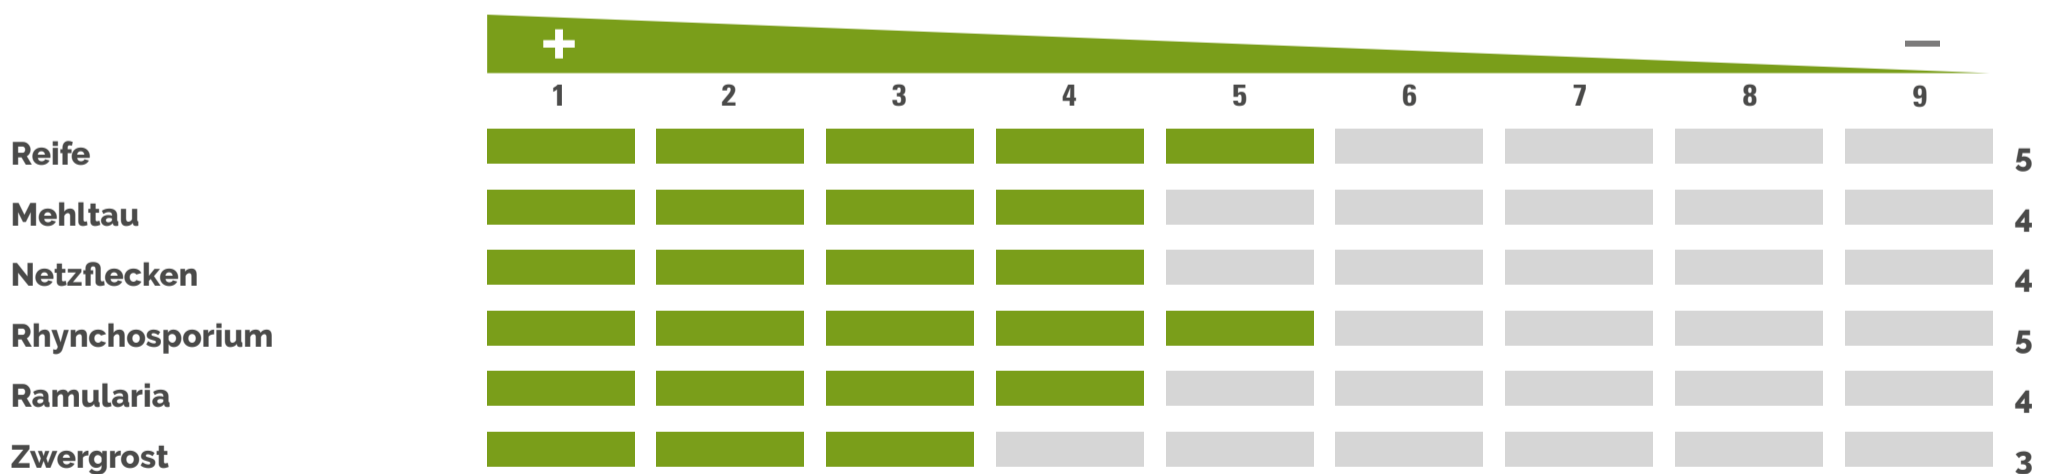 + —
1 2 3 4 5 6 7 8 9
Reife 5
Mehltau 4
Netzflecken 4
Rhynchosporium 5
Ramularia 4
Zwergrost 3